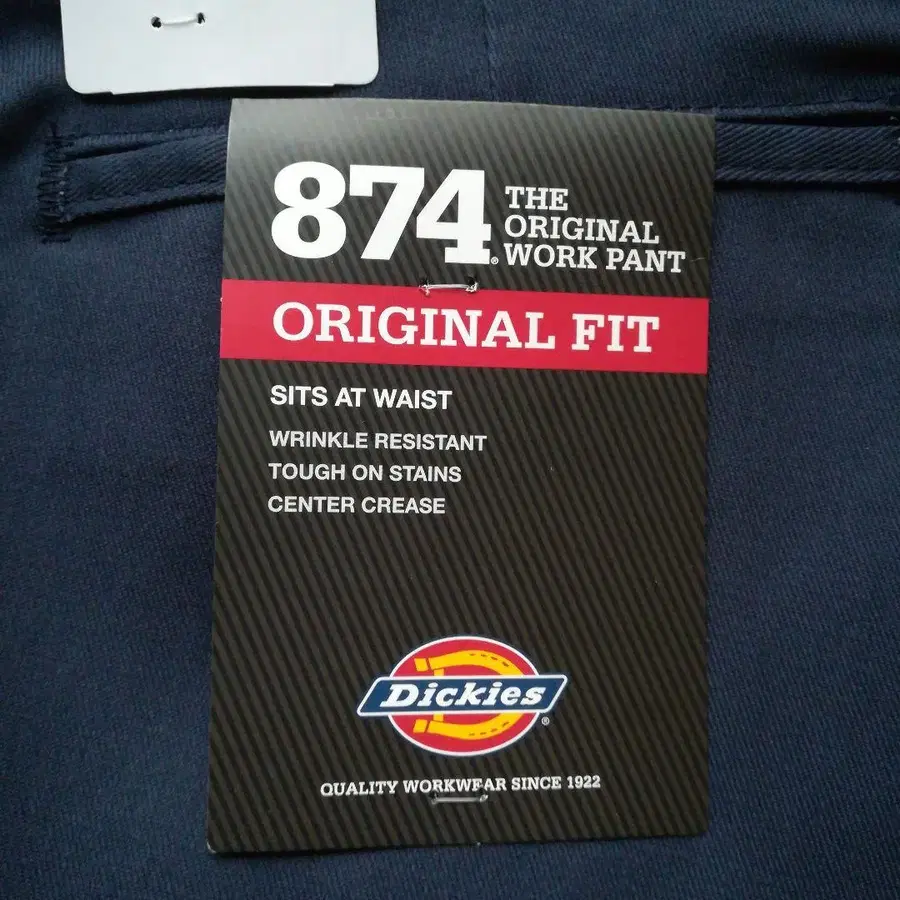 874®
THE
ORIGINAL
WORK PANT
ORIGINAL FIT
SITS AT WAIST
WRINKLE RESISTANT
TOUGH ON STAINS
CENTER CREASE
Dickies®
QUALITY WORKWEAR SINCE 1922